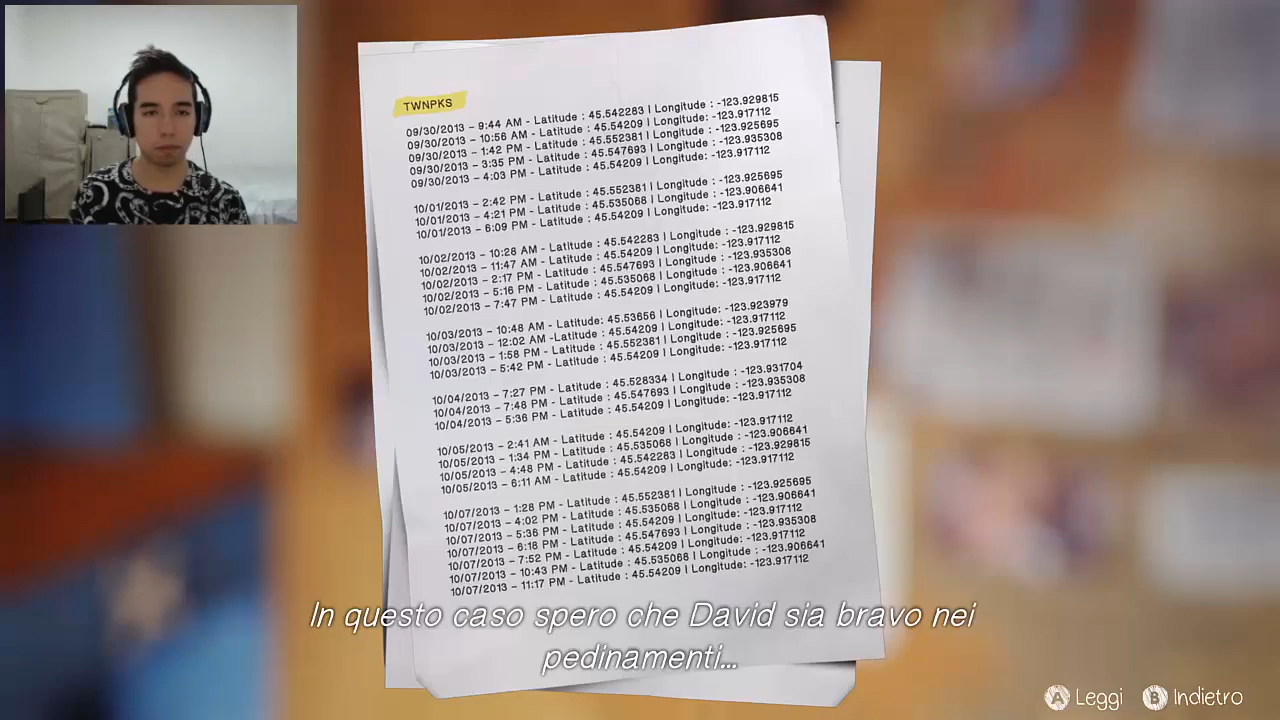 TWNPKS
09/30/2013 - 9:44 AM - Latitude : 45.542283 | Longitude : -123.929815
09/30/2013 - 10:56 AM - Latitude : 45.54209 | Longitude: -123.917112
09/30/2013 - 1:42 PM - Latitude : 45.552381 | Longitude : -123.925695
09/30/2013 - 3:35 PM - Latitude : 45.547693 | Longitude : -123.935308
09/30/2013 - 4:03 PM - Latitude : 45.54209 | Longitude: -123.917112
10/01/2013 - 2:42 PM - Latitude : 45.552381 | Longitude : -123.925695
10/01/2013 - 4:21 PM - Latitude : 45.535068 | Longitude : -123.906641
10/01/2013 - 6:09 PM - Latitude : 45.54209 | Longitude: -123.917112
10/02/2013 - 10:28 AM - Latitude : 45.542283 | Longitude : -123.929815
10/02/2013 - 11:47 AM - Latitude : 45.54209 | Longitude: -123.917112
10/02/2013 - 2:17 PM - Latitude : 45.547693 | Longitude : -123.935308
10/02/2013 - 5:16 PM - Latitude : 45.535068 | Longitude : -123.906641
10/02/2013 - 7:47 PM - Latitude : 45.54209 | Longitude: -123.917112
10/03/2013 - 10:48 AM - Latitude: 45.53656 | Longitude: -123.923979
10/03/2013 - 12:02 AM -Latitude : 45.54209 | Longitude: -123.917112
10/03/2013 - 1:58 PM - Latitude : 45.552381 | Longitude : -123.925695
10/03/2013 - 5:42 PM - Latitude : 45.54209 | Longitude: -123.917112
10/04/2013 - 7:27 PM - Latitude : 45.528334 | Longitude : -123.931704
10/04/2013 - 7:48 PM - Latitude : 45.547693 | Longitude : -123.935308
10/04/2013 - 5:36 PM - Latitude : 45.54209 | Longitude: -123.917112
10/05/2013 - 2:41 AM - Latitude : 45.54209 | Longitude: -123.917112
10/05/2013 - 1:34 PM - Latitude : 45.535068 | Longitude : -123.906641
10/05/2013 - 4:48 PM - Latitude : 45.542283 | Longitude : -123.929815
10/05/2013 - 6:11 AM - Latitude : 45.54209 | Longitude: -123.917112
10/07/2013 - 1:28 PM - Latitude : 45.552381 | Longitude : -123.925695
10/07/2013 - 4:02 PM - Latitude : 45.535068 | Longitude : -123.906641
10/07/2013 - 5:36 PM - Latitude : 45.54209 | Longitude: -123.917112
10/07/2013 - 6:18 PM - Latitude : 45.547693 | Longitude : -123.935308
10/07/2013 - 7:52 PM - Latitude : 45.54209 | Longitude: -123.917112
10/07/2013 - 10:43 PM - Latitude : 45.535068 | Longitude : -123.906641
10/07/2013 - 11:17 PM - Latitude : 45.54209 | Longitude: -123.917112
In questo caso spero che David sia bravo nei
pedinamenti...
A Leggi B Indietro